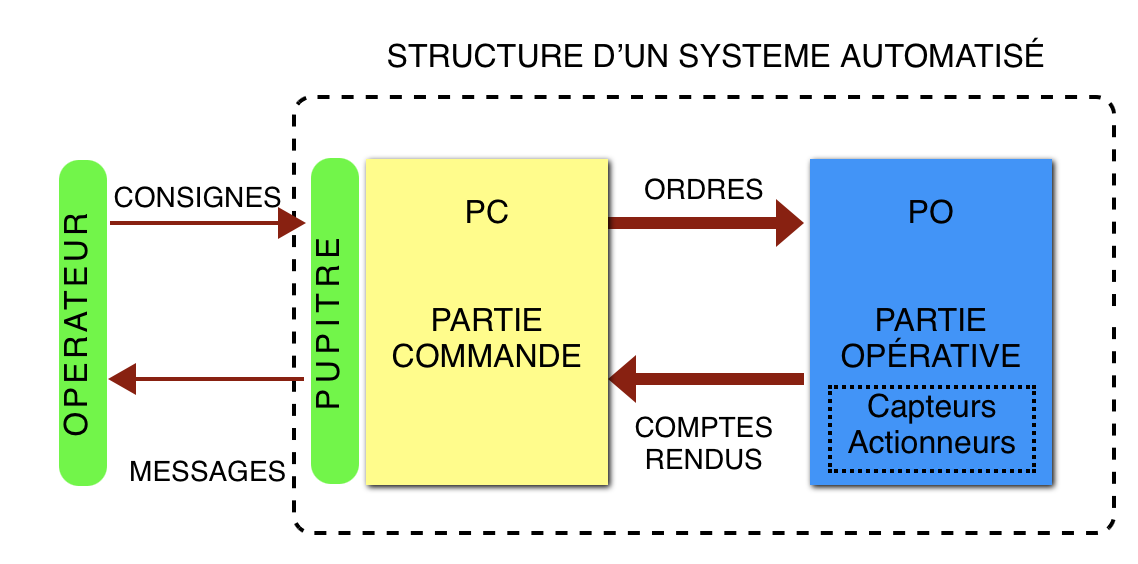 STRUCTURE D'UN SYSTEME AUTOMATISÉ
OPERATEUR
CONSIGNES
MESSAGES
PUPITRE
PC
PARTIE
COMMANDE
ORDRES
COMPTES
RENDUS
PO
PARTIE
OPÉRATIVE
Capteurs
Actionneurs